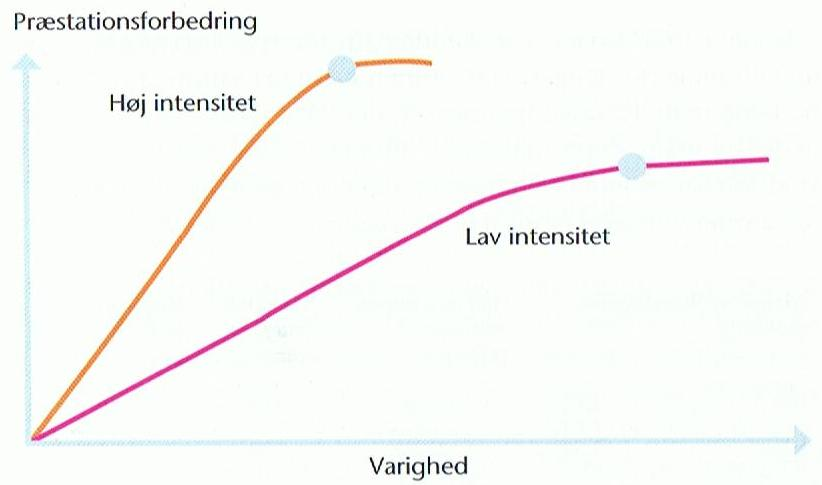 Præstationsforbedring
Høj intensitet
Lav intensitet
Varighed